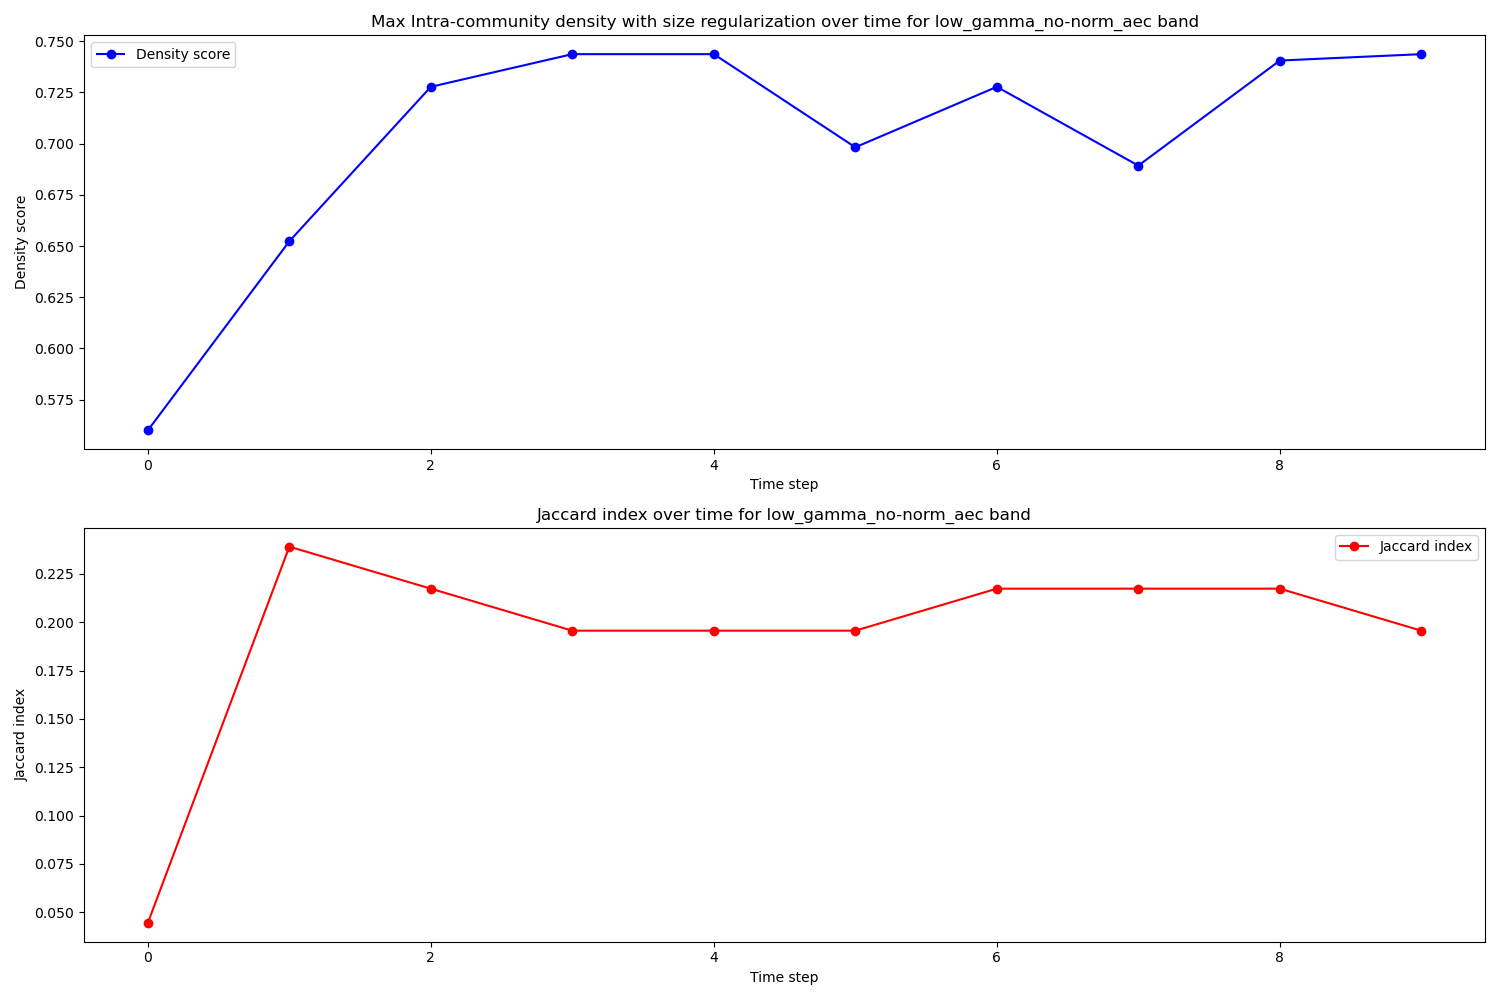 Max Intra-community density with size regularization over time for low_gamma_no-norm_aec band
Density score
0.750
0.725
0.700
0.675
0.650
0.625
0.600
0.575
Density score
0 2 4 6 8
Time step
Jaccard index over time for low_gamma_no-norm_aec band
Jaccard index
0.225
0.200
0.175
0.150
0.125
0.100
0.075
0.050
Jaccard index
0 2 4 6 8
Time step